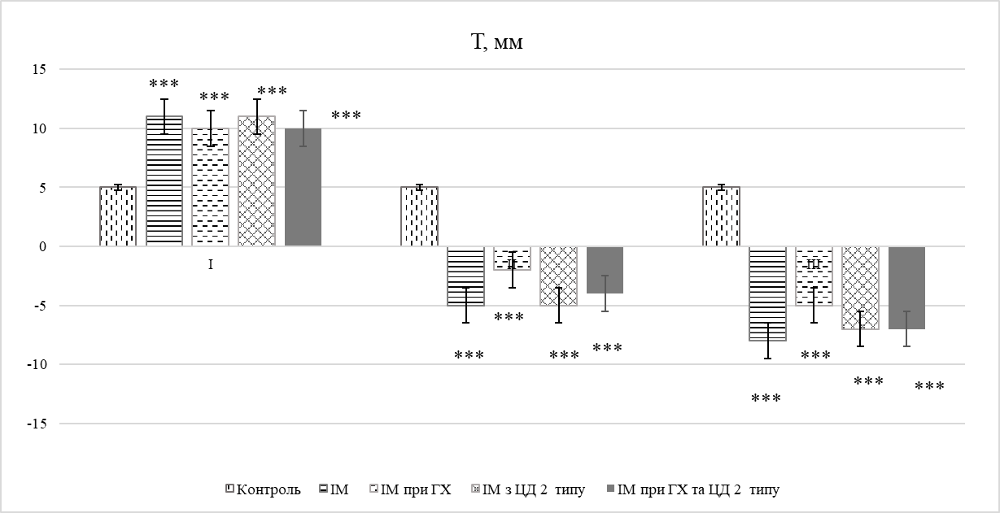 Т, мм
15
10
5
0
-5
-10
-15
*** *** *** ***
*** *** *** ***
*** *** *** ***
I II III
Контроль ІМ ІМ при ГХ ІМ з ЦД 2 типу ІМ при ГХ та ЦД 2 типу